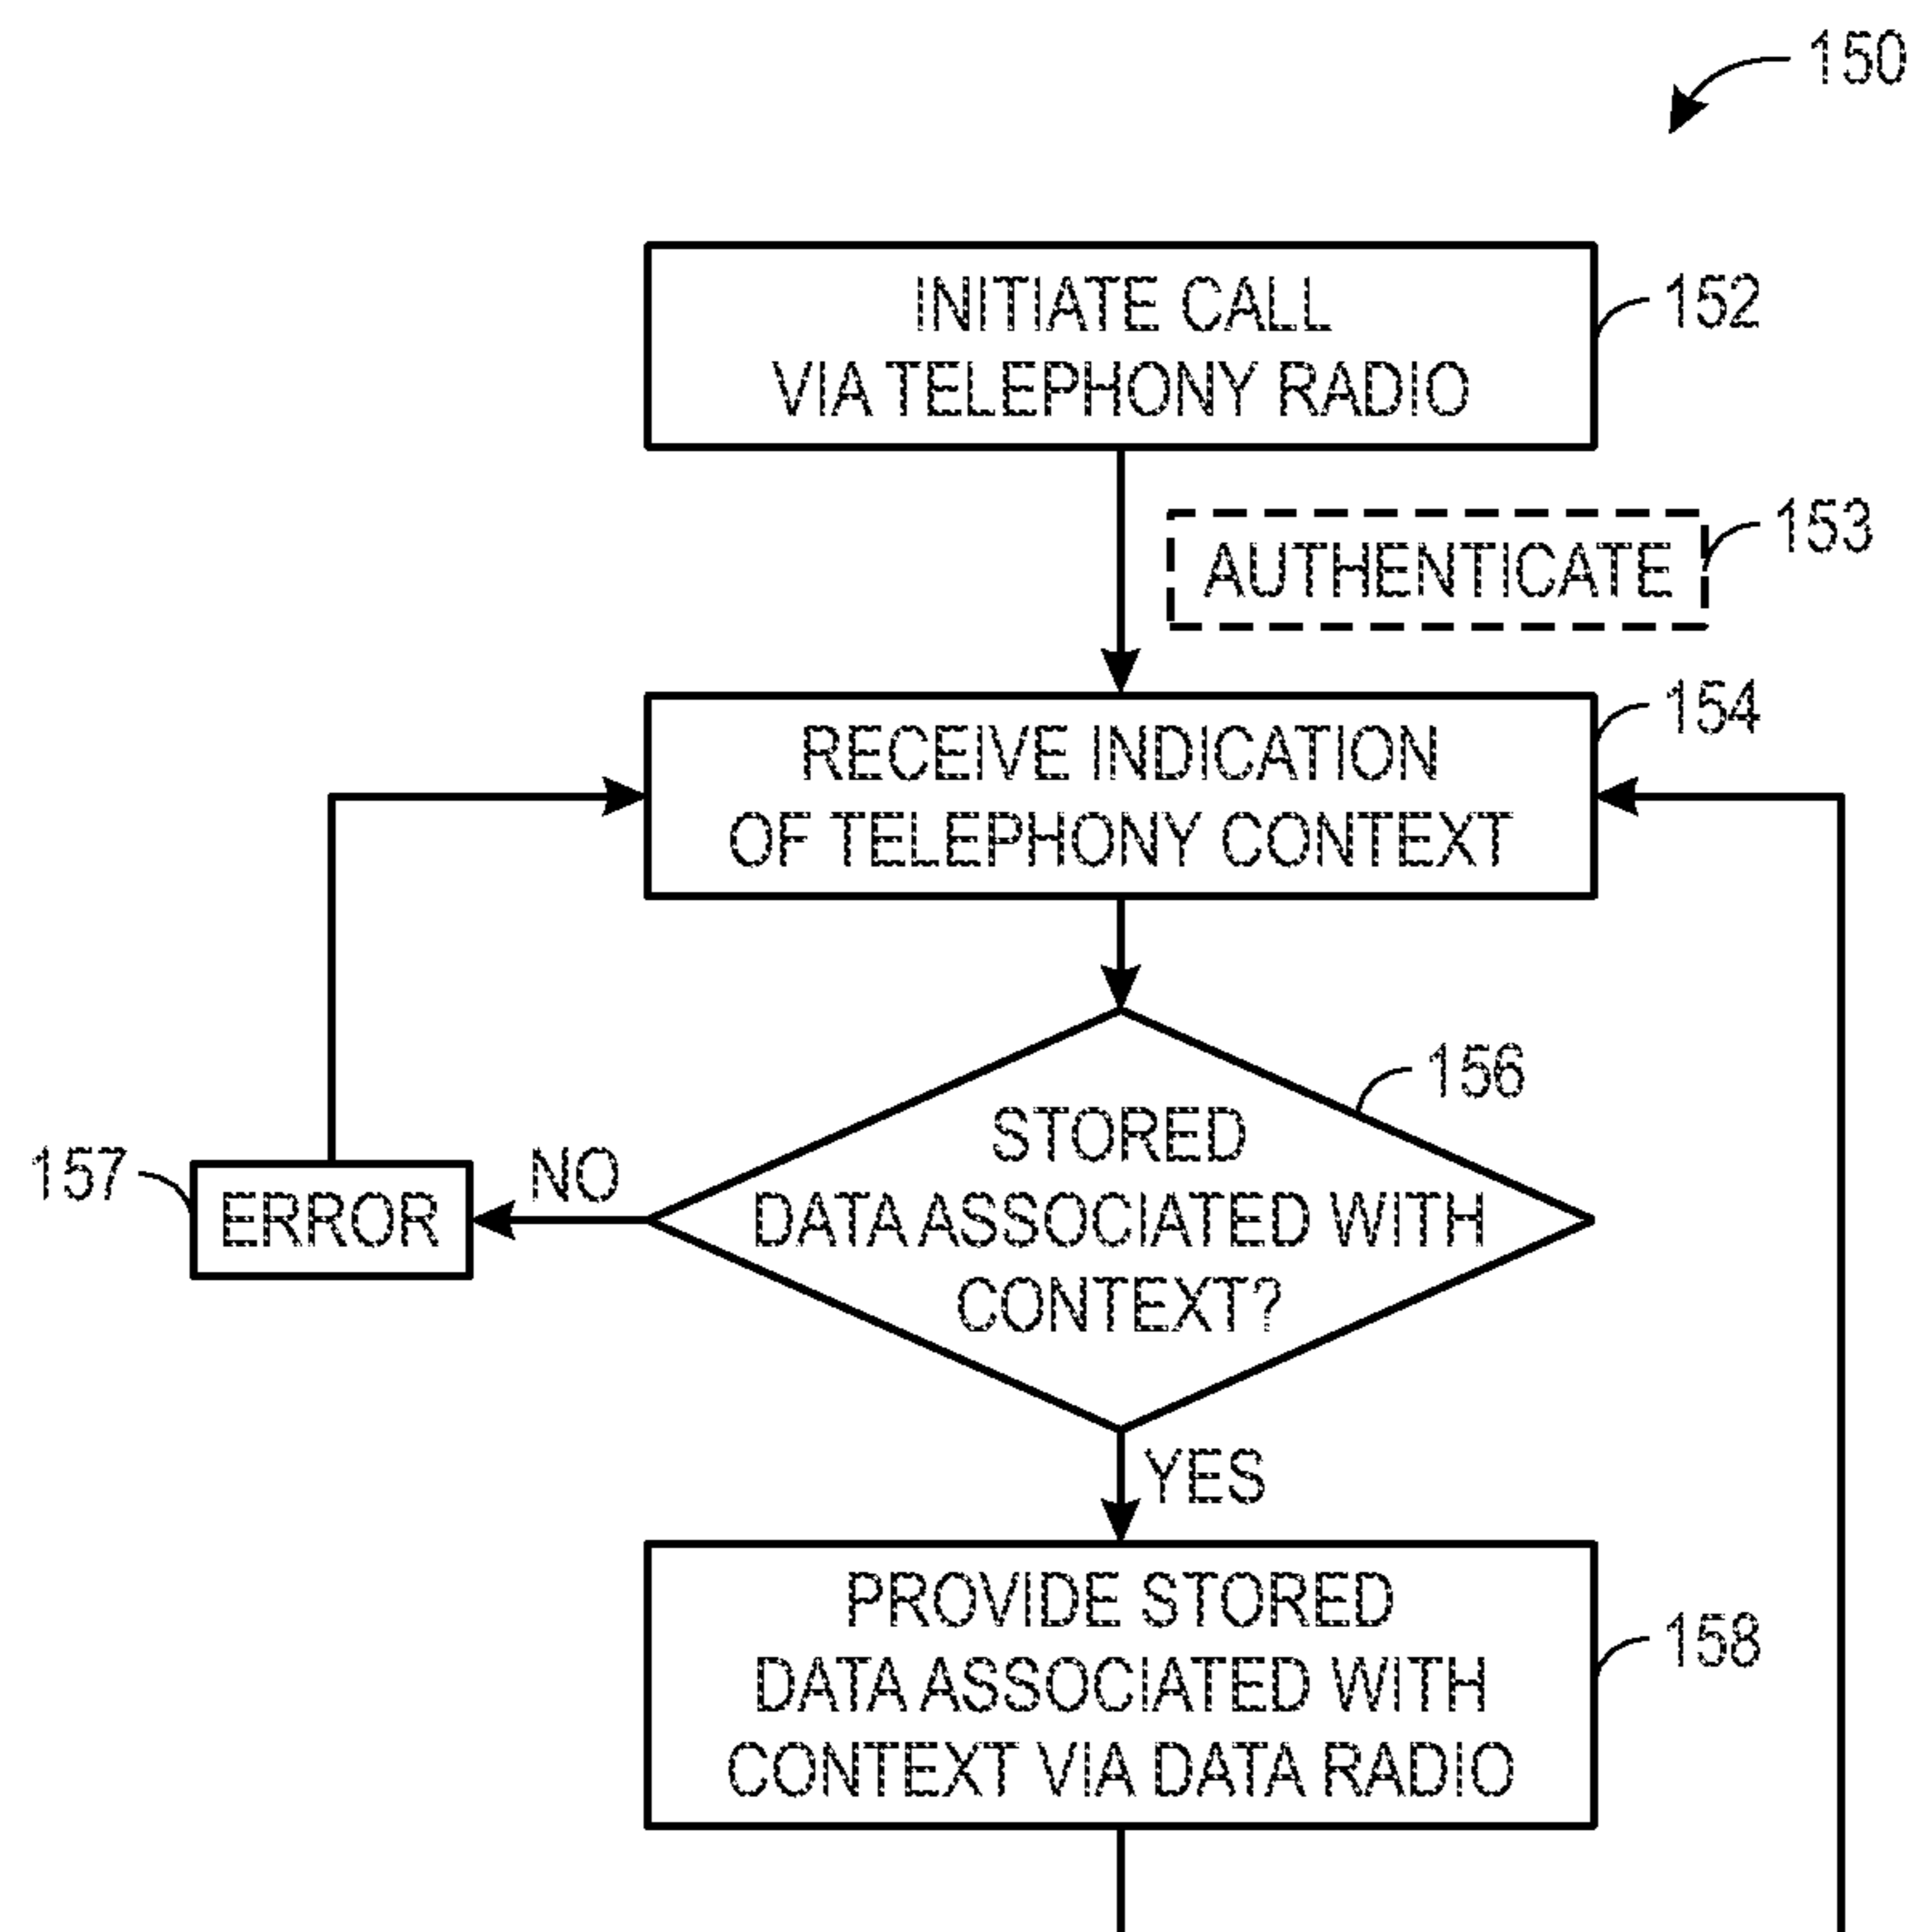 150
INITIATE CALL
VIA TELEPHONY RADIO
152
AUTHENTICATE
153
RECEIVE INDICATION
OF TELEPHONY CONTEXT
154
STORED
DATA ASSOCIATED WITH
CONTEXT?
156
NO
ERROR
157
YES
PROVIDE STORED
DATA ASSOCIATED WITH
CONTEXT VIA DATA RADIO
158